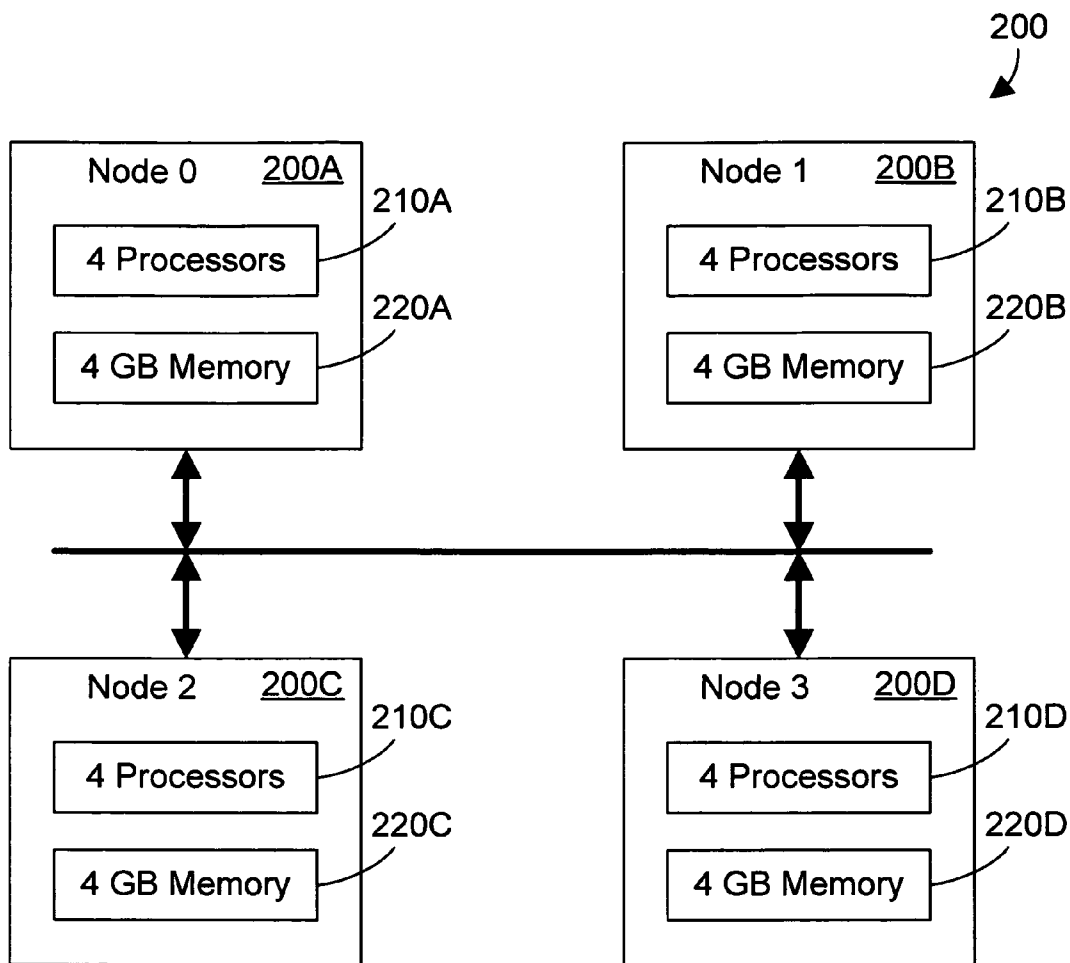 200
Node 0 200A
210A
4 Processors
220A
4 GB Memory
Node 1 200B
210B
4 Processors
220B
4 GB Memory
Node 2 200C
210C
4 Processors
220C
4 GB Memory
Node 3 200D
210D
4 Processors
220D
4 GB Memory